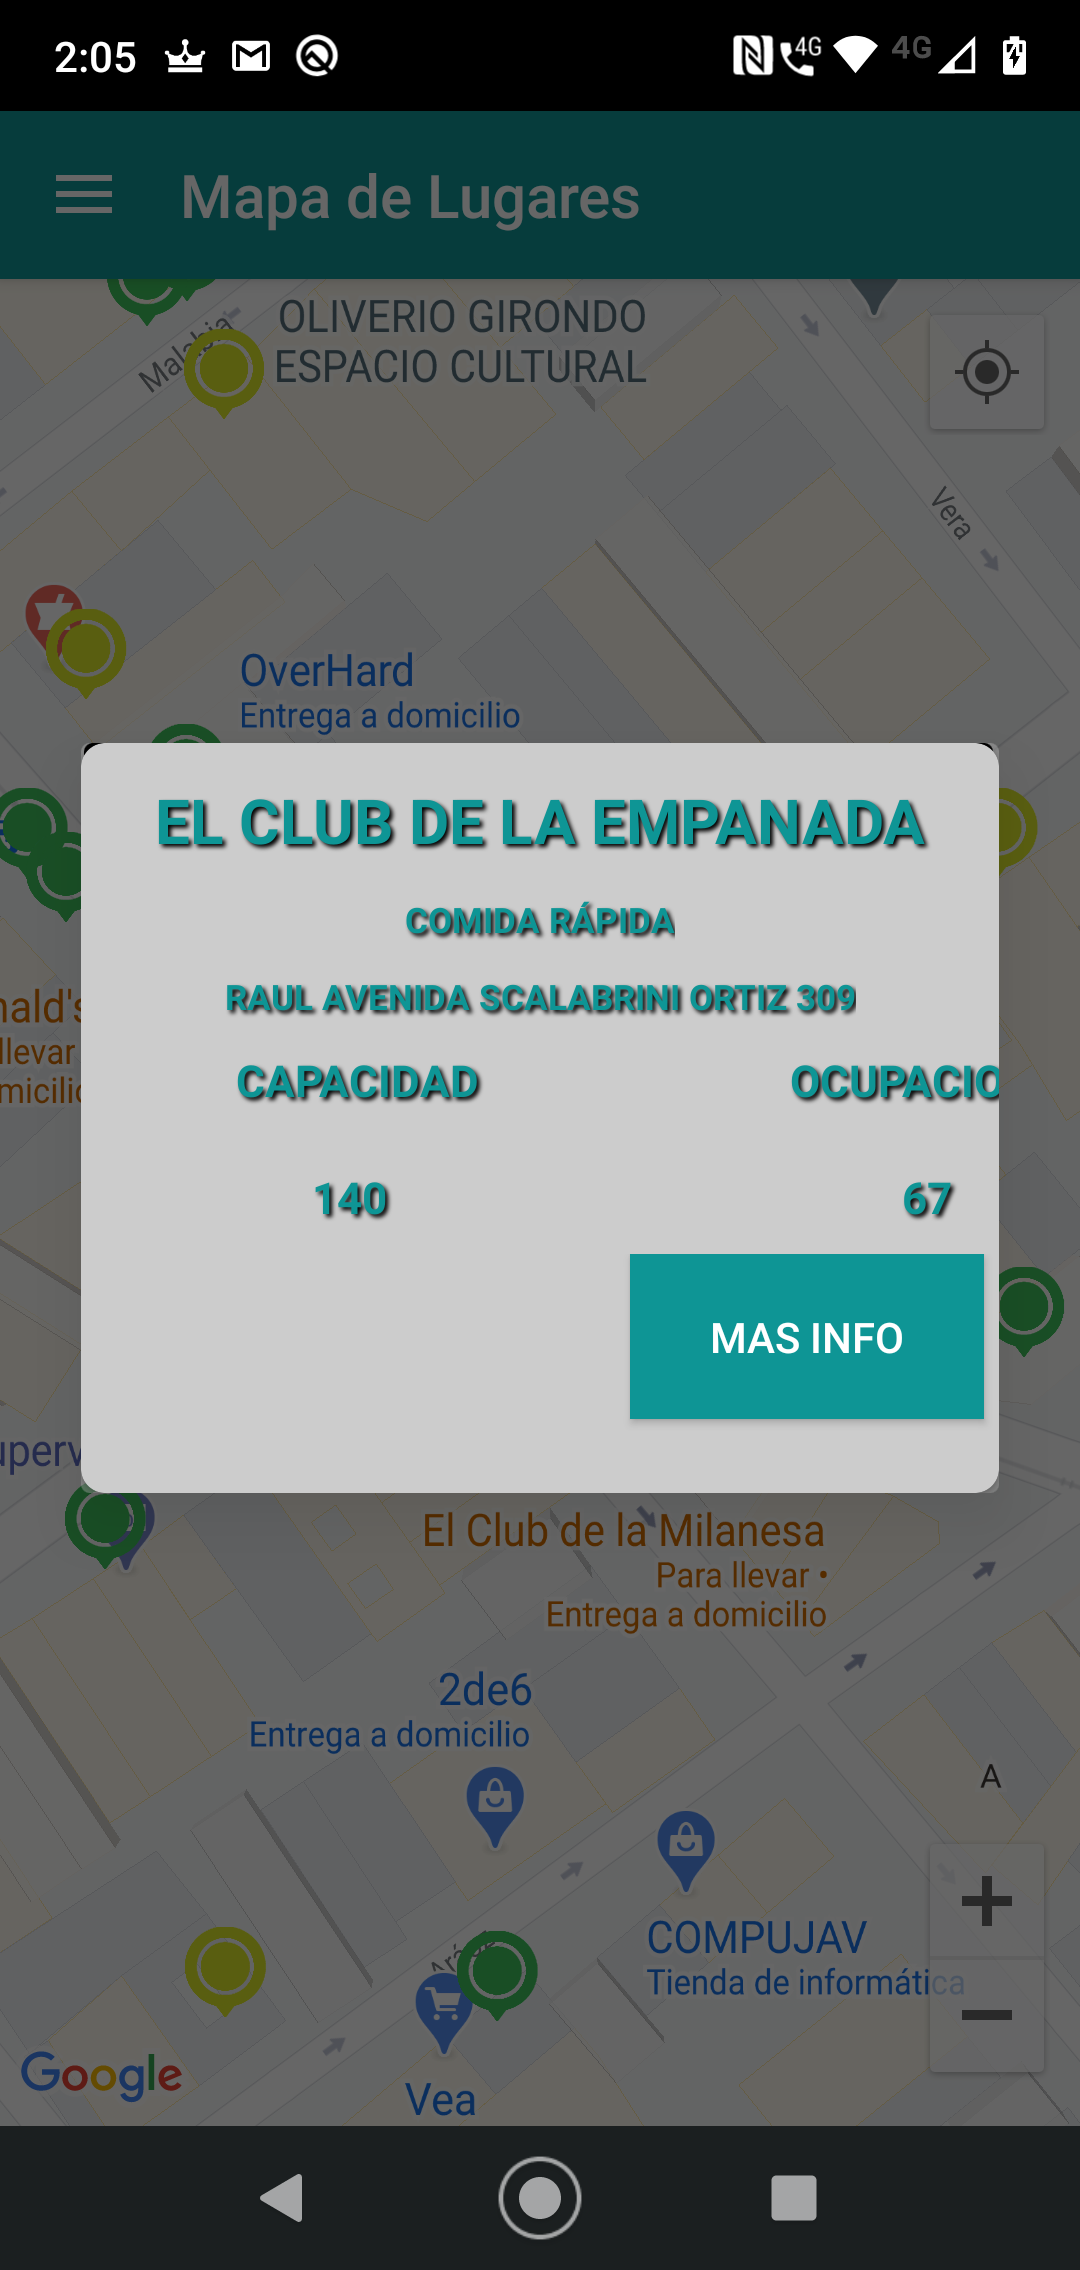 2:05
4G
4G
Mapa de Lugares
OLIVERIO GIRONDO
ESPACIO CULTURAL
Malabia
Vera
OverHard
Entrega a domicilio
EL CLUB DE LA EMPANADA
COMIDA RÁPIDA
RAUL AVENIDA SCALABRINI ORTIZ 309
nald's
llevar
micilio
CAPACIDAD
OCUPACIO
140
67
MAS INFO
uperv
El Club de la Milanesa
Para llevar •
Entrega a domicilio
2de6
Entrega a domicilio
A
COMPUJAV
Tienda de informática
Google
Vea